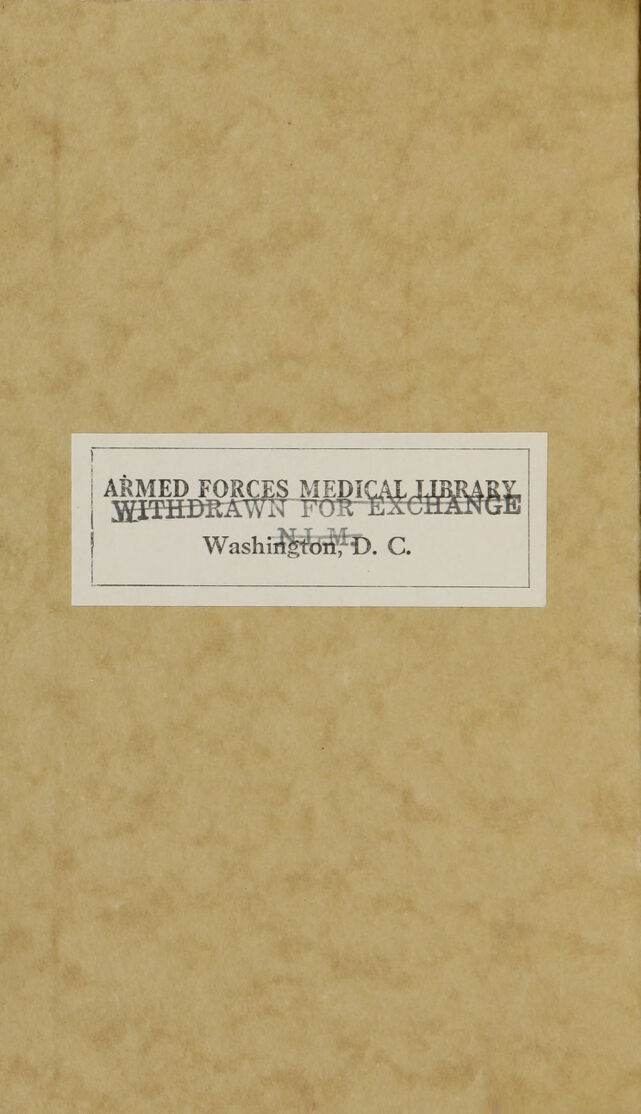 ARMED FORCES MEDICAL LIBRARY
WITHDRAWN FOR EXCHANGE
N.L.M.
Washington, D. C.